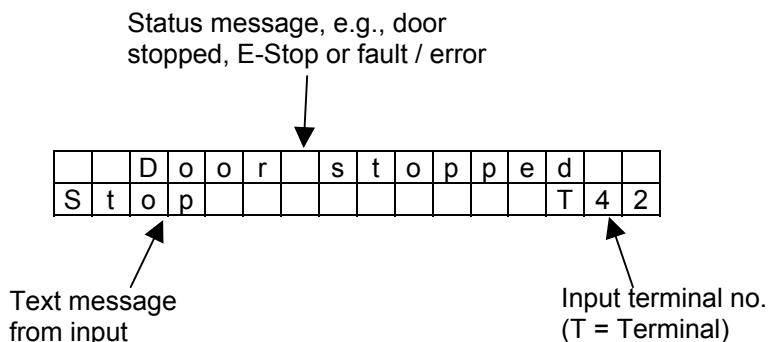 Status message, e.g., door
stopped, E-Stop or fault / error
Door stopped
Stop T42
Text message
from input
Input terminal no.
(T = Terminal)